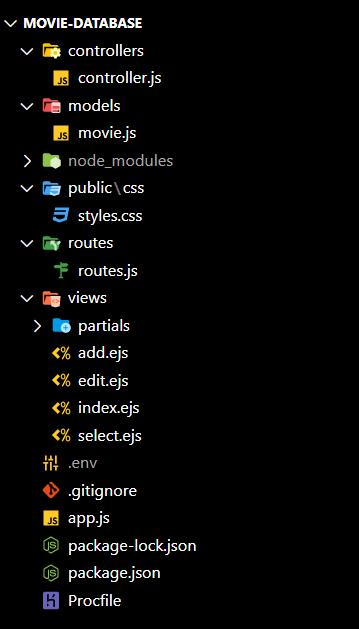 MOVIE-DATABASE
controllers
controller.js
models
movie.js
node_modules
public\css
styles.css
routes
routes.js
views
partials
add.ejs
edit.ejs
index.ejs
select.ejs
.env
.gitignore
app.js
package-lock.json
package.json
Procfile